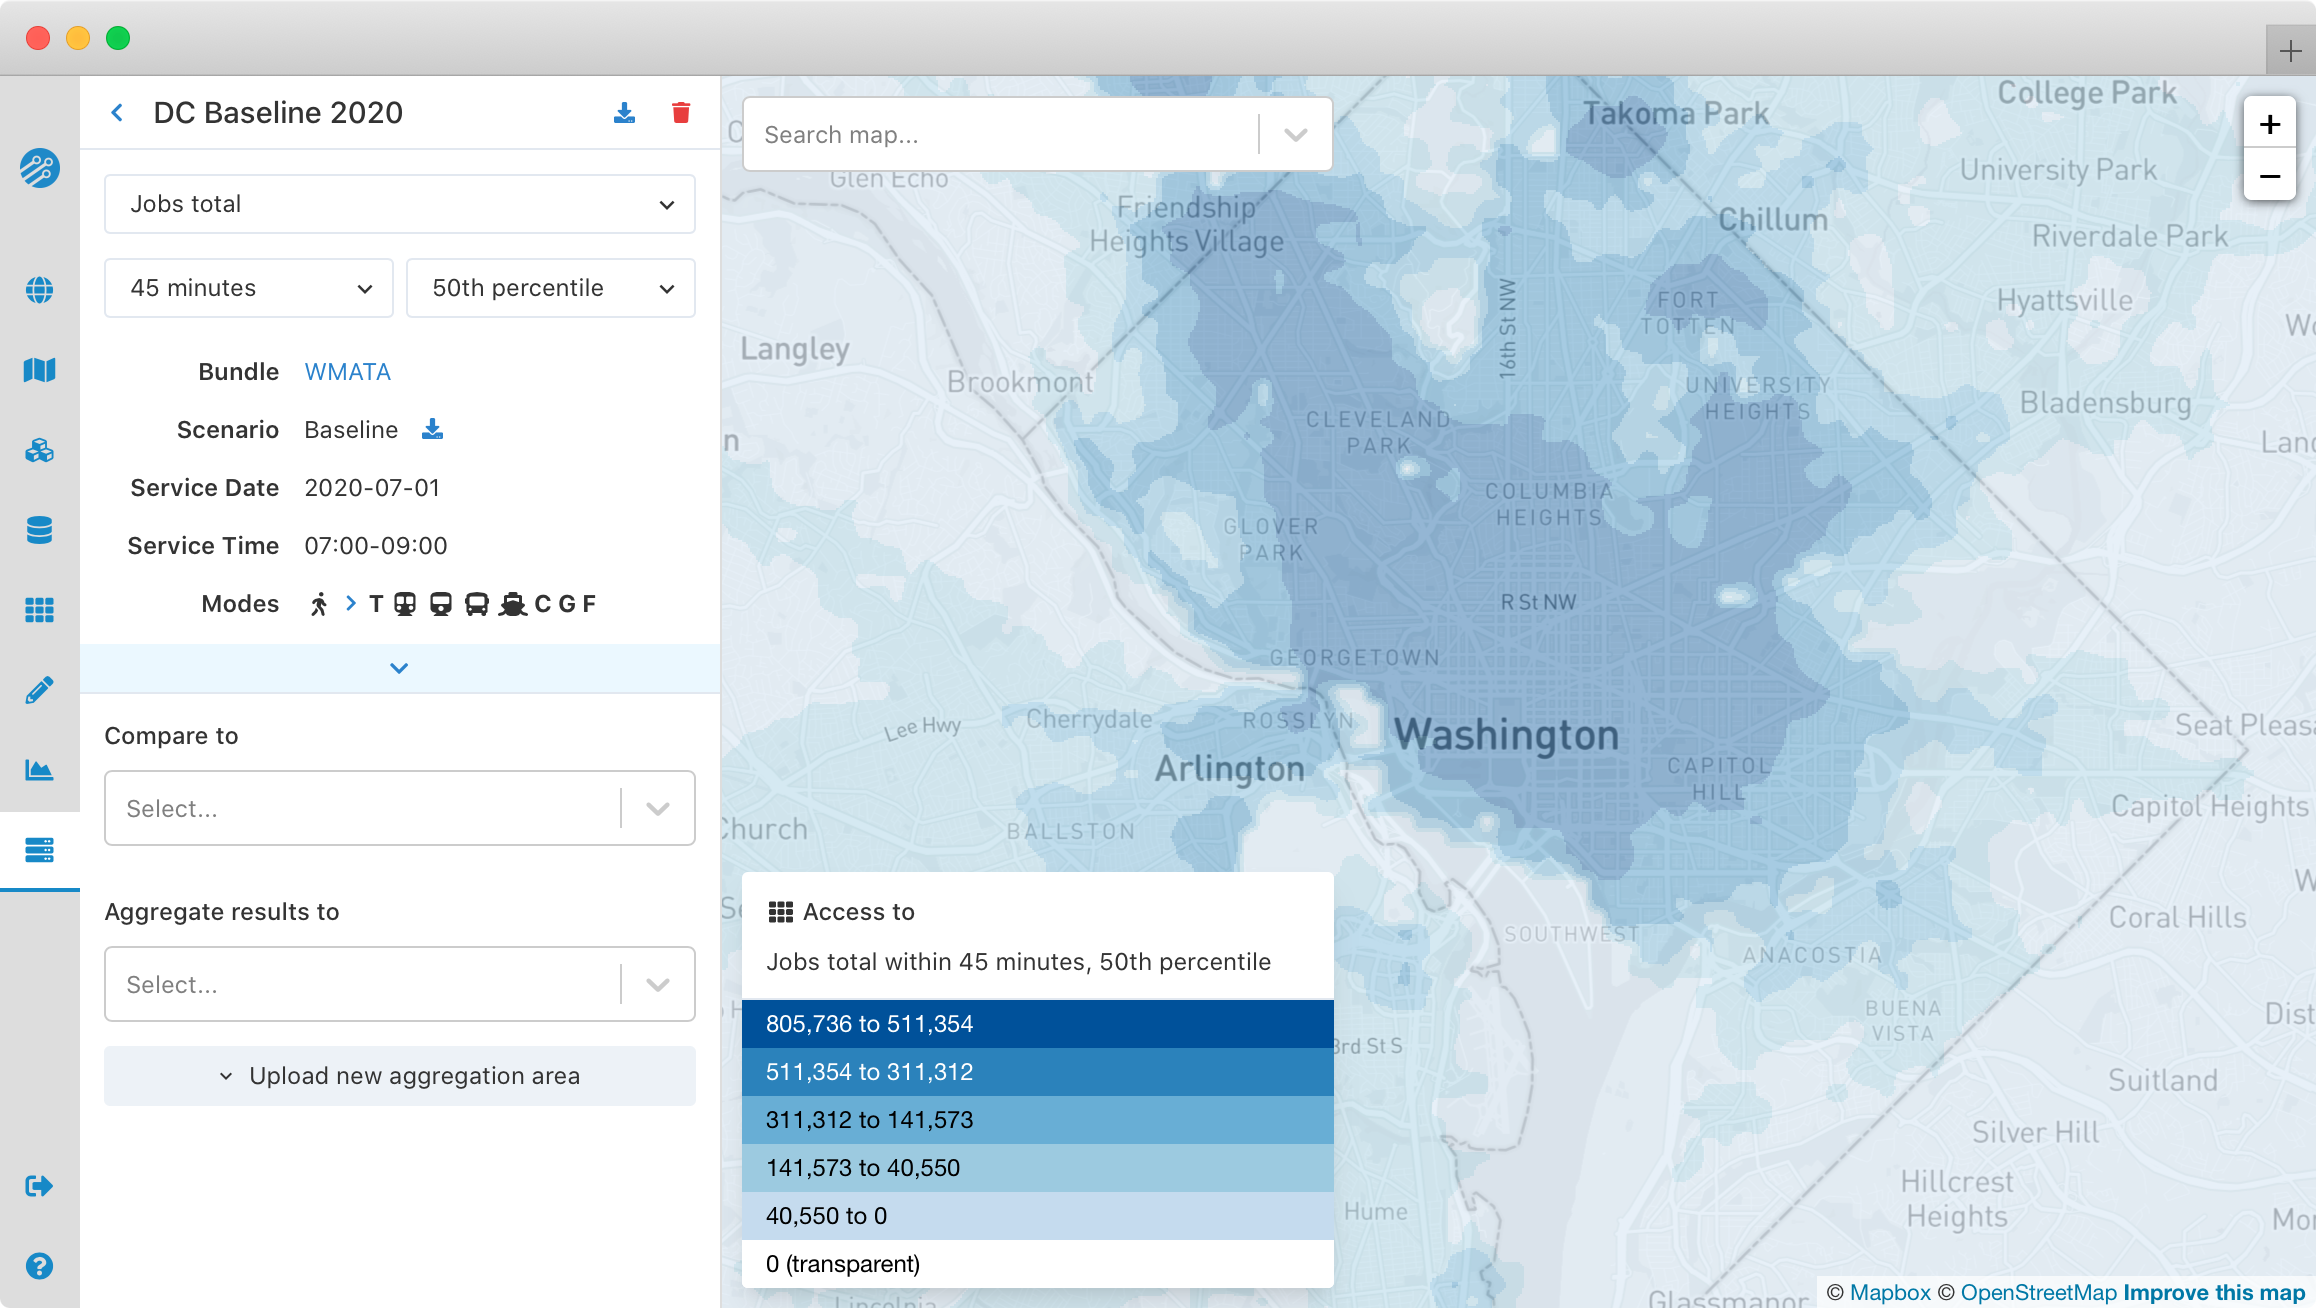 DC Baseline 2020
Jobs total
45 minutes
50th percentile
Bundle WMATA
Scenario Baseline
Service Date 2020-07-01
Service Time 07:00-09:00
Modes T C G F
Compare to
Select...
Aggregate results to
Select...
Upload new aggregation area
Search map...
+
−
Access to
Jobs total within 45 minutes, 50th percentile
805,736 to 511,354
511,354 to 311,312
311,312 to 141,573
141,573 to 40,550
40,550 to 0
0 (transparent)
College Park
Takoma Park
University Park
Glen Echo
Friendship
Heights Village
Chillum
Riverdale Park
16th St NW
FORT
TOTTEN
Hyattsville
Langley
Brookmont
UNIVERSITY
HEIGHTS
Bladensburg
CLEVELAND
PARK
COLUMBIA
HEIGHTS
GLOVER
PARK
R St NW
GEORGETOWN
Lee Hwy
Cherrydale
ROSSLYN
Washington
Seat Pleasa
Arlington
CAPITOL
HILL
Capitol Heights
Church
BALLSTON
Coral Hills
SOUTHWEST
ANACOSTIA
BUENA
VISTA
Dist
3rd St S
Suitland
Silver Hill
Hillcrest
Heights
Hume
Lincolnia
Glassmanor
© Mapbox © OpenStreetMap Improve this map